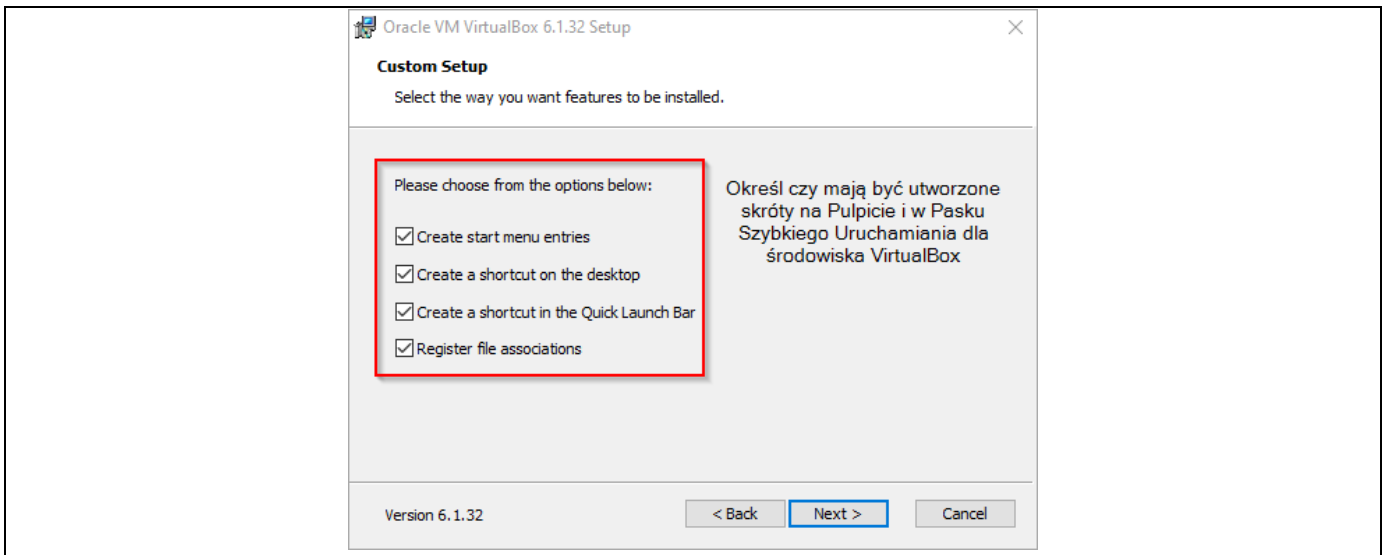 Oracle VM VirtualBox 6.1.32 Setup
Custom Setup
Select the way you want features to be installed.
Please choose from the options below:
Create start menu entries
Create a shortcut on the desktop
Create a shortcut in the Quick Launch Bar
Register file associations
Określ czy mają być utworzone
skróty na Pulpicie i w Pasku
Szybkiego Uruchamiania dla
środowiska VirtualBox
Version 6.1.32
< Back
Next >
Cancel